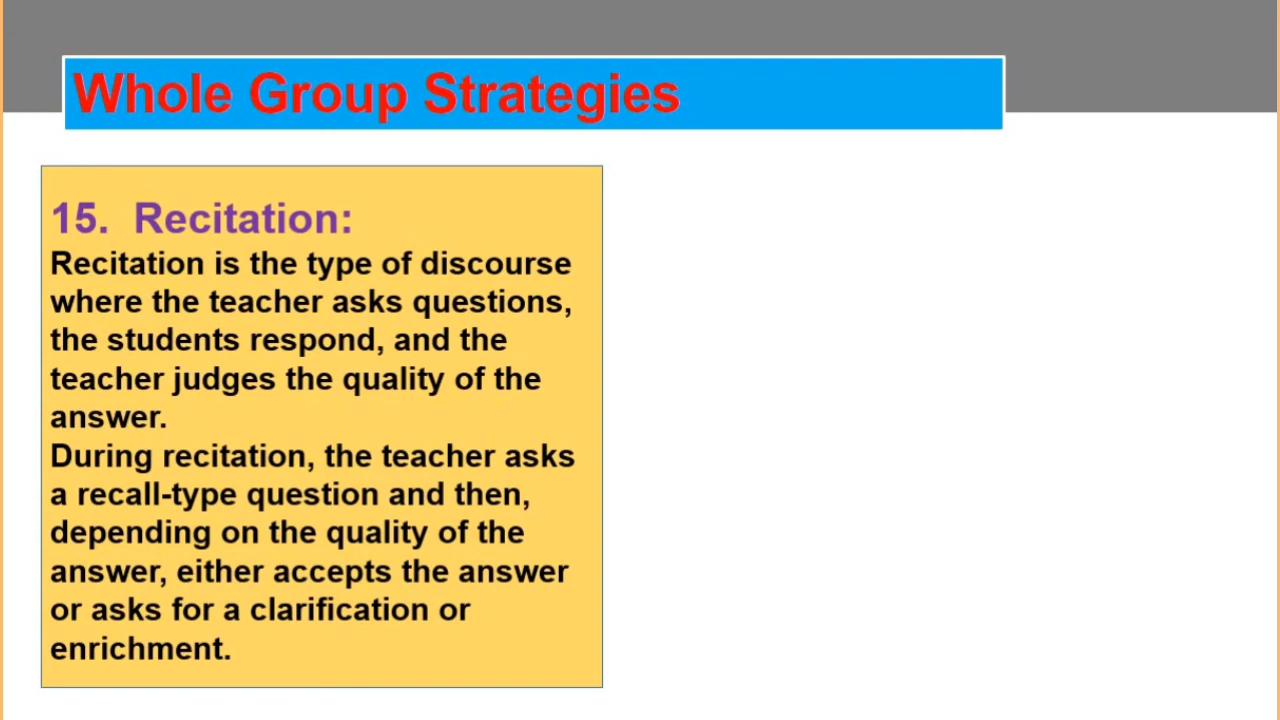 Whole Group Strategies
15. Recitation:
Recitation is the type of discourse
where the teacher asks questions,
the students respond, and the
teacher judges the quality of the
answer.
During recitation, the teacher asks
a recall-type question and then,
depending on the quality of the
answer, either accepts the answer
or asks for a clarification or
enrichment.